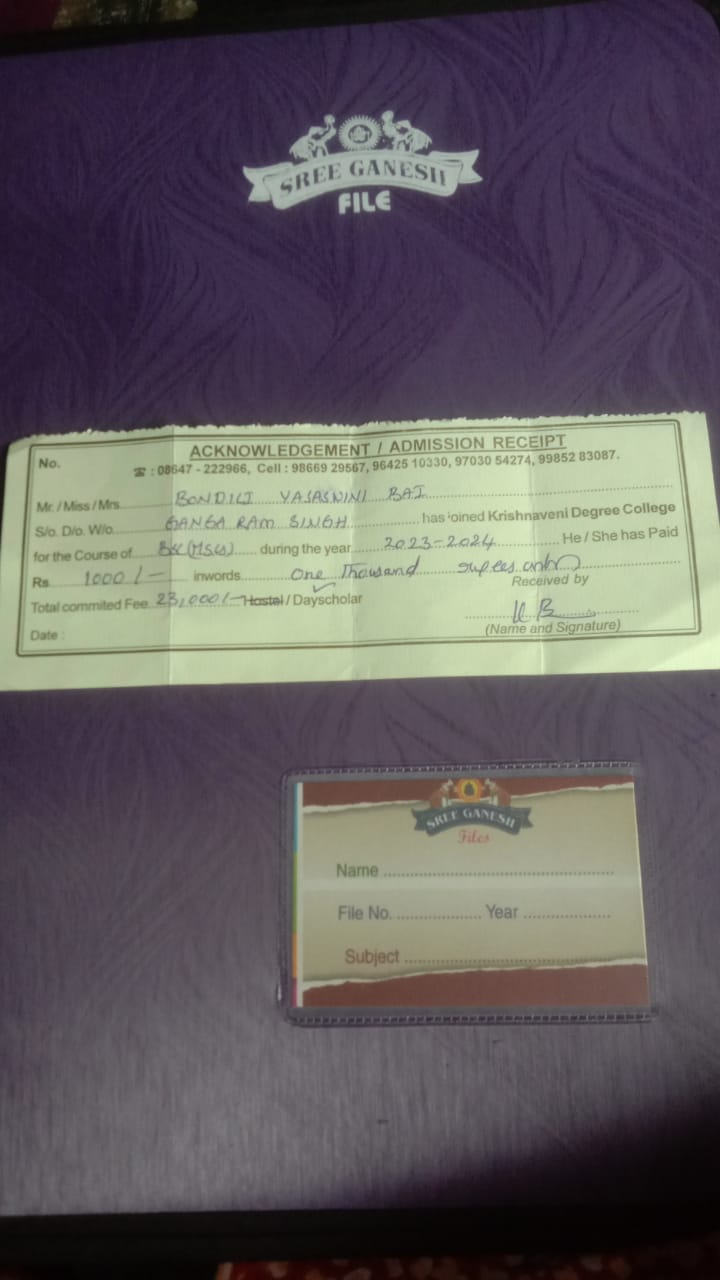 SREE GANESH
FILE
ACKNOWLEDGEMENT / ADMISSION RECEIPT
No.
☎ : 08647 - 222966, Cell : 98669 29567, 96425 10330, 97030 54274, 99852 83087.
Mr. / Miss / Mrs. BONDILI YASASNINI BAI
S/o. D/o. W/o. GANGA RAM SINGH has joined Krishnaveni Degree College
for the Course of BSc (MSCs) during the year 2023-2024 He / She has Paid
Rs 1000/- inwords One Thousand rupees only
Received by
Total commited Fee. 23,000/- Hostel / Dayscholar
(Name and Signature)
Date :
SREE GANESH
Files
Name
File No. Year
Subject